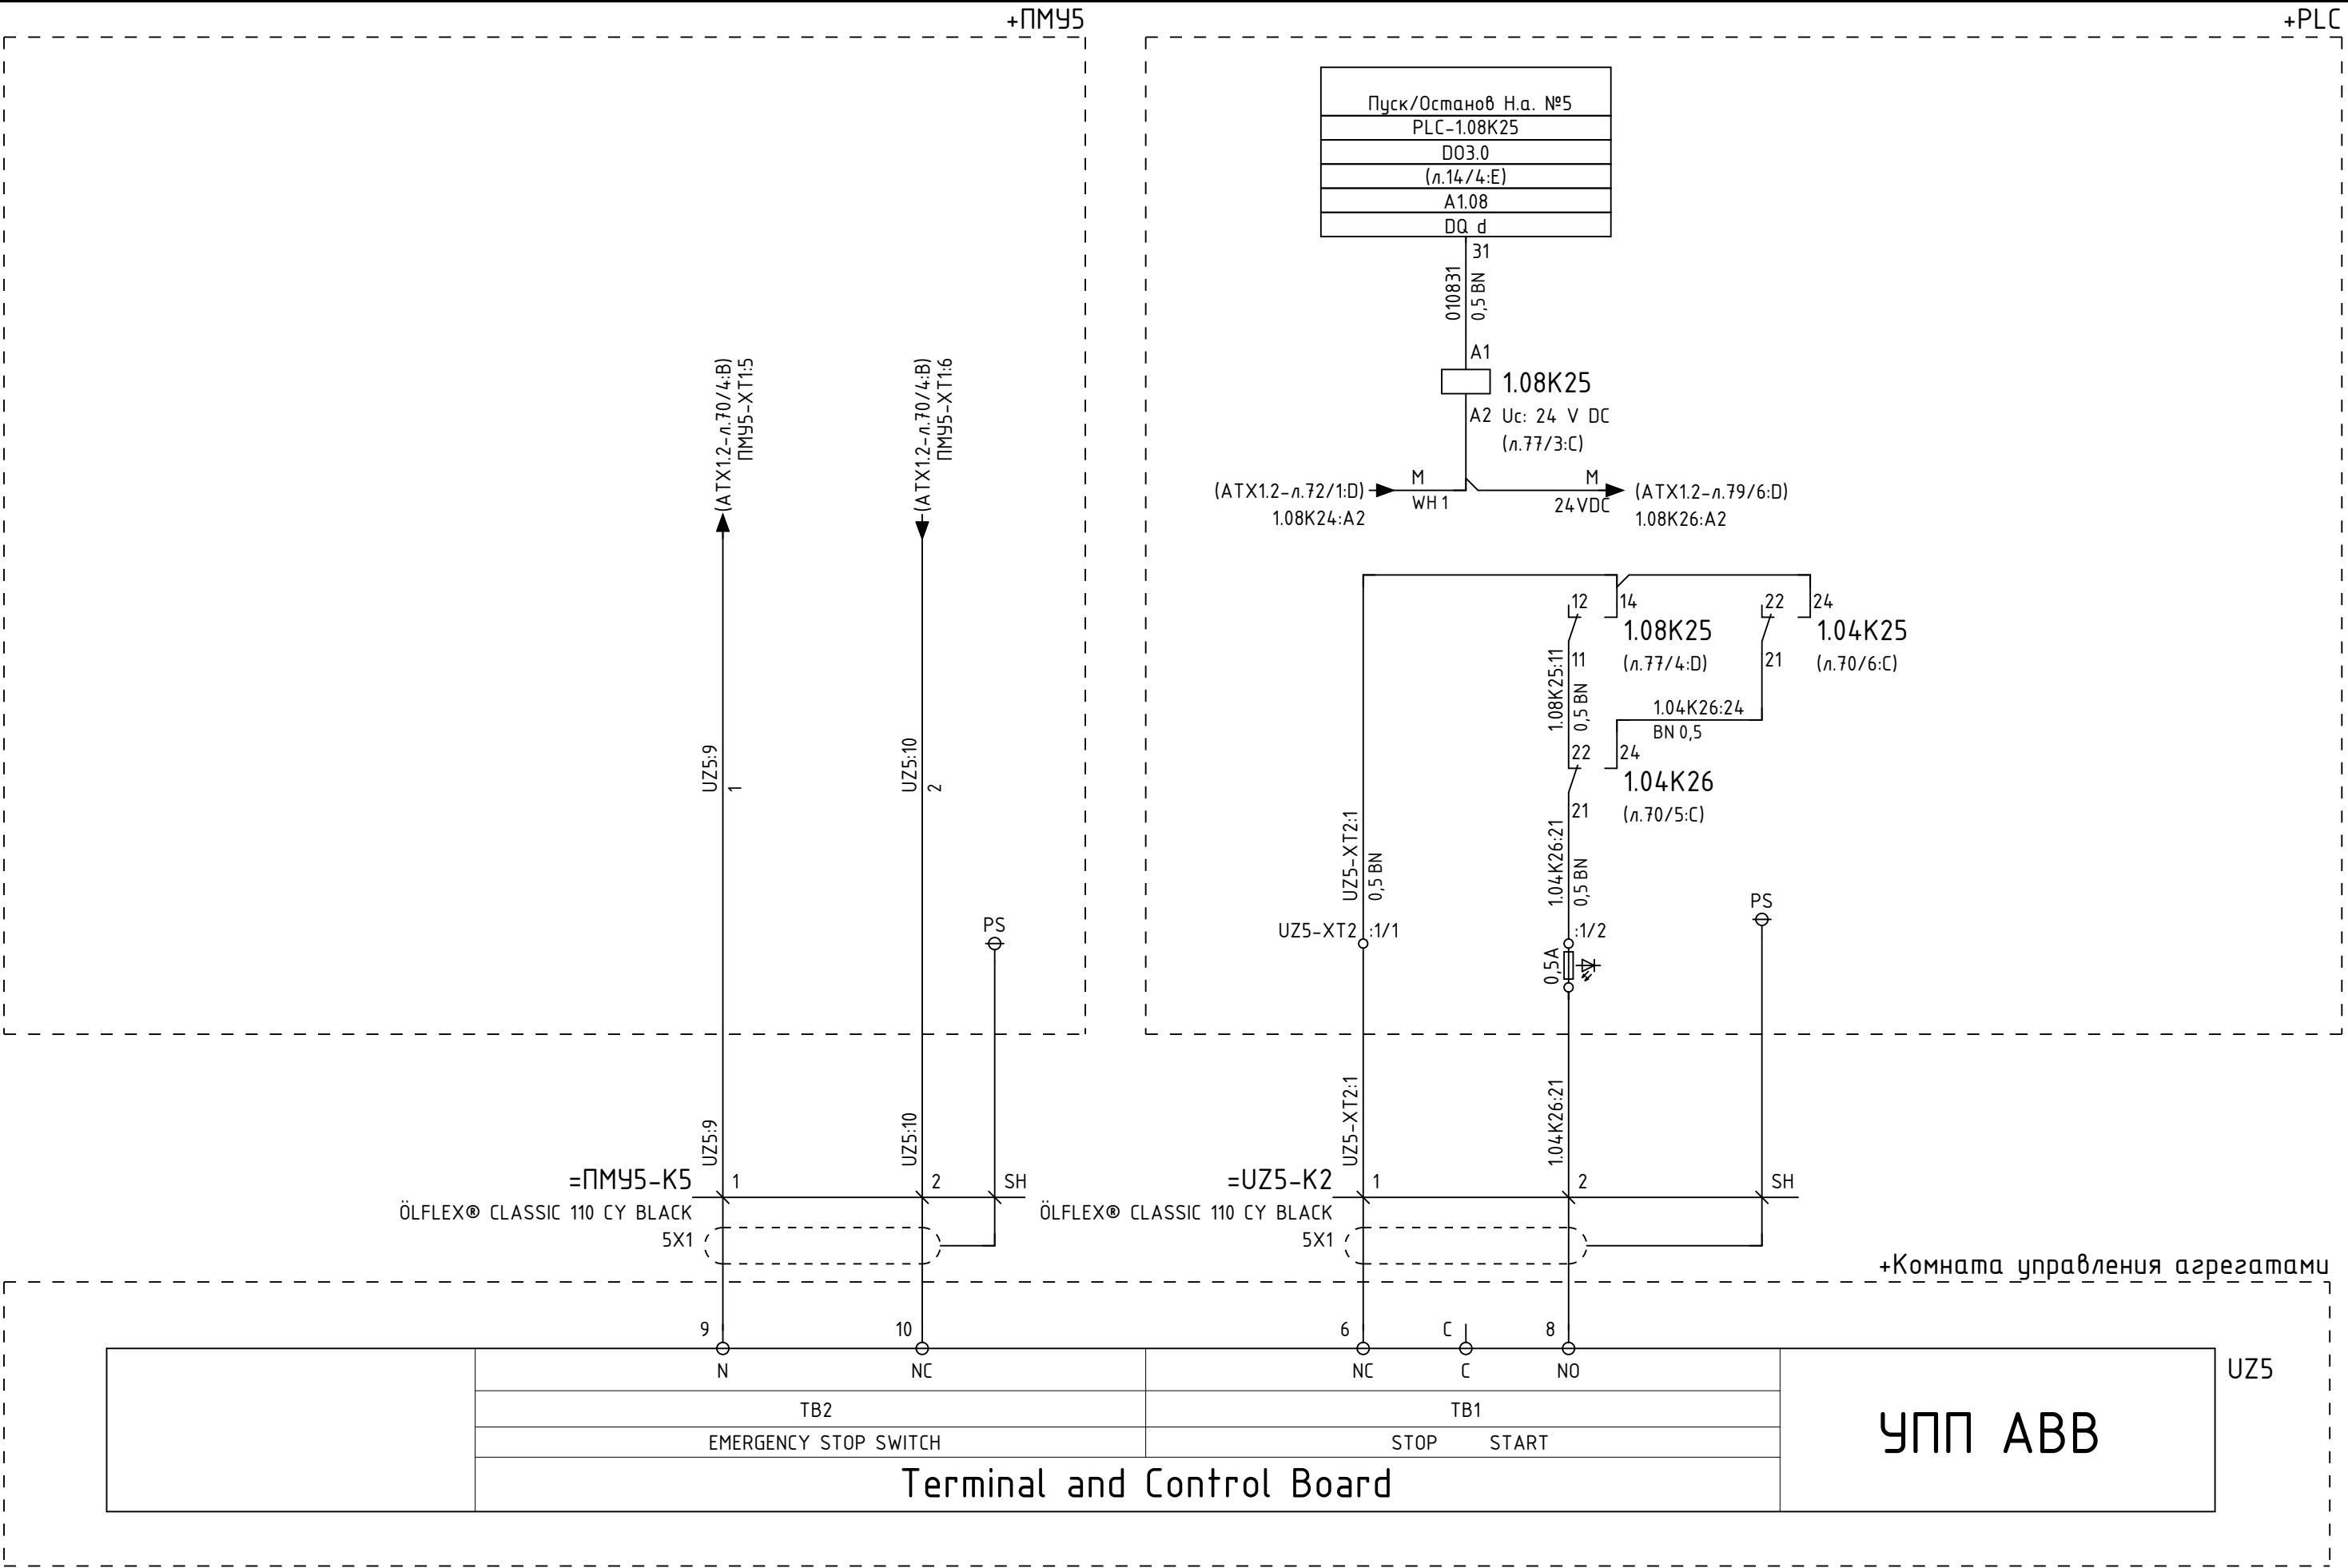 +ПМУ5
+PLC
Пуск/Останов Н.а. №5
PLC-1.08K25
DO3.0
(л.14/4:E)
A1.08
DQ d
31
010831
0,5 BN
A1
1.08K25
A2 Uc: 24 V DC
(л.77/3:C)
(ATX1.2-л.70/4:B)
ПМУ5-XT1:5
(ATX1.2-л.70/4:B)
ПМУ5-XT1:6
(ATX1.2-л.72/1:D)
1.08K24:A2
M
WH 1
M
24VDC
(ATX1.2-л.79/6:D)
1.08K26:A2
12
14
1.08K25
(л.77/4:D)
11
22
24
1.04K25
(л.70/6:C)
21
1.08K25:11
0,5 BN
1.04K26:24
BN 0,5
22
24
1.04K26
(л.70/5:C)
21
UZ5:9
1
UZ5:10
2
UZ5-XT2:1
0,5 BN
1.04K26:21
0,5 BN
PS
PS
UZ5-XT2
:1/1
:1/2
0,5A
UZ5:9
UZ5:10
UZ5-XT2:1
1.04K26:21
=ПМУ5-K5
1
2
SH
ÖLFLEX® CLASSIC 110 CY BLACK
5X1
=UZ5-K2
1
2
SH
ÖLFLEX® CLASSIC 110 CY BLACK
5X1
+Комната управления агрегатами
9
10
6
C
8
N
NC
NC
C
NO
UZ5
TB2
TB1
EMERGENCY STOP SWITCH
STOP START
УПП ABB
Terminal and Control Board